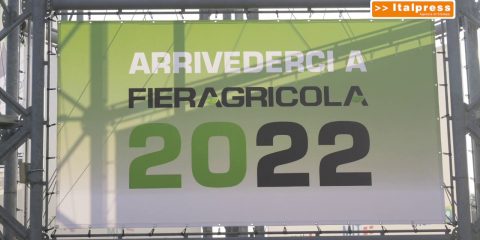 >> Italpress
ARRIVEDERCI A
FIERAGRICOLA
2022